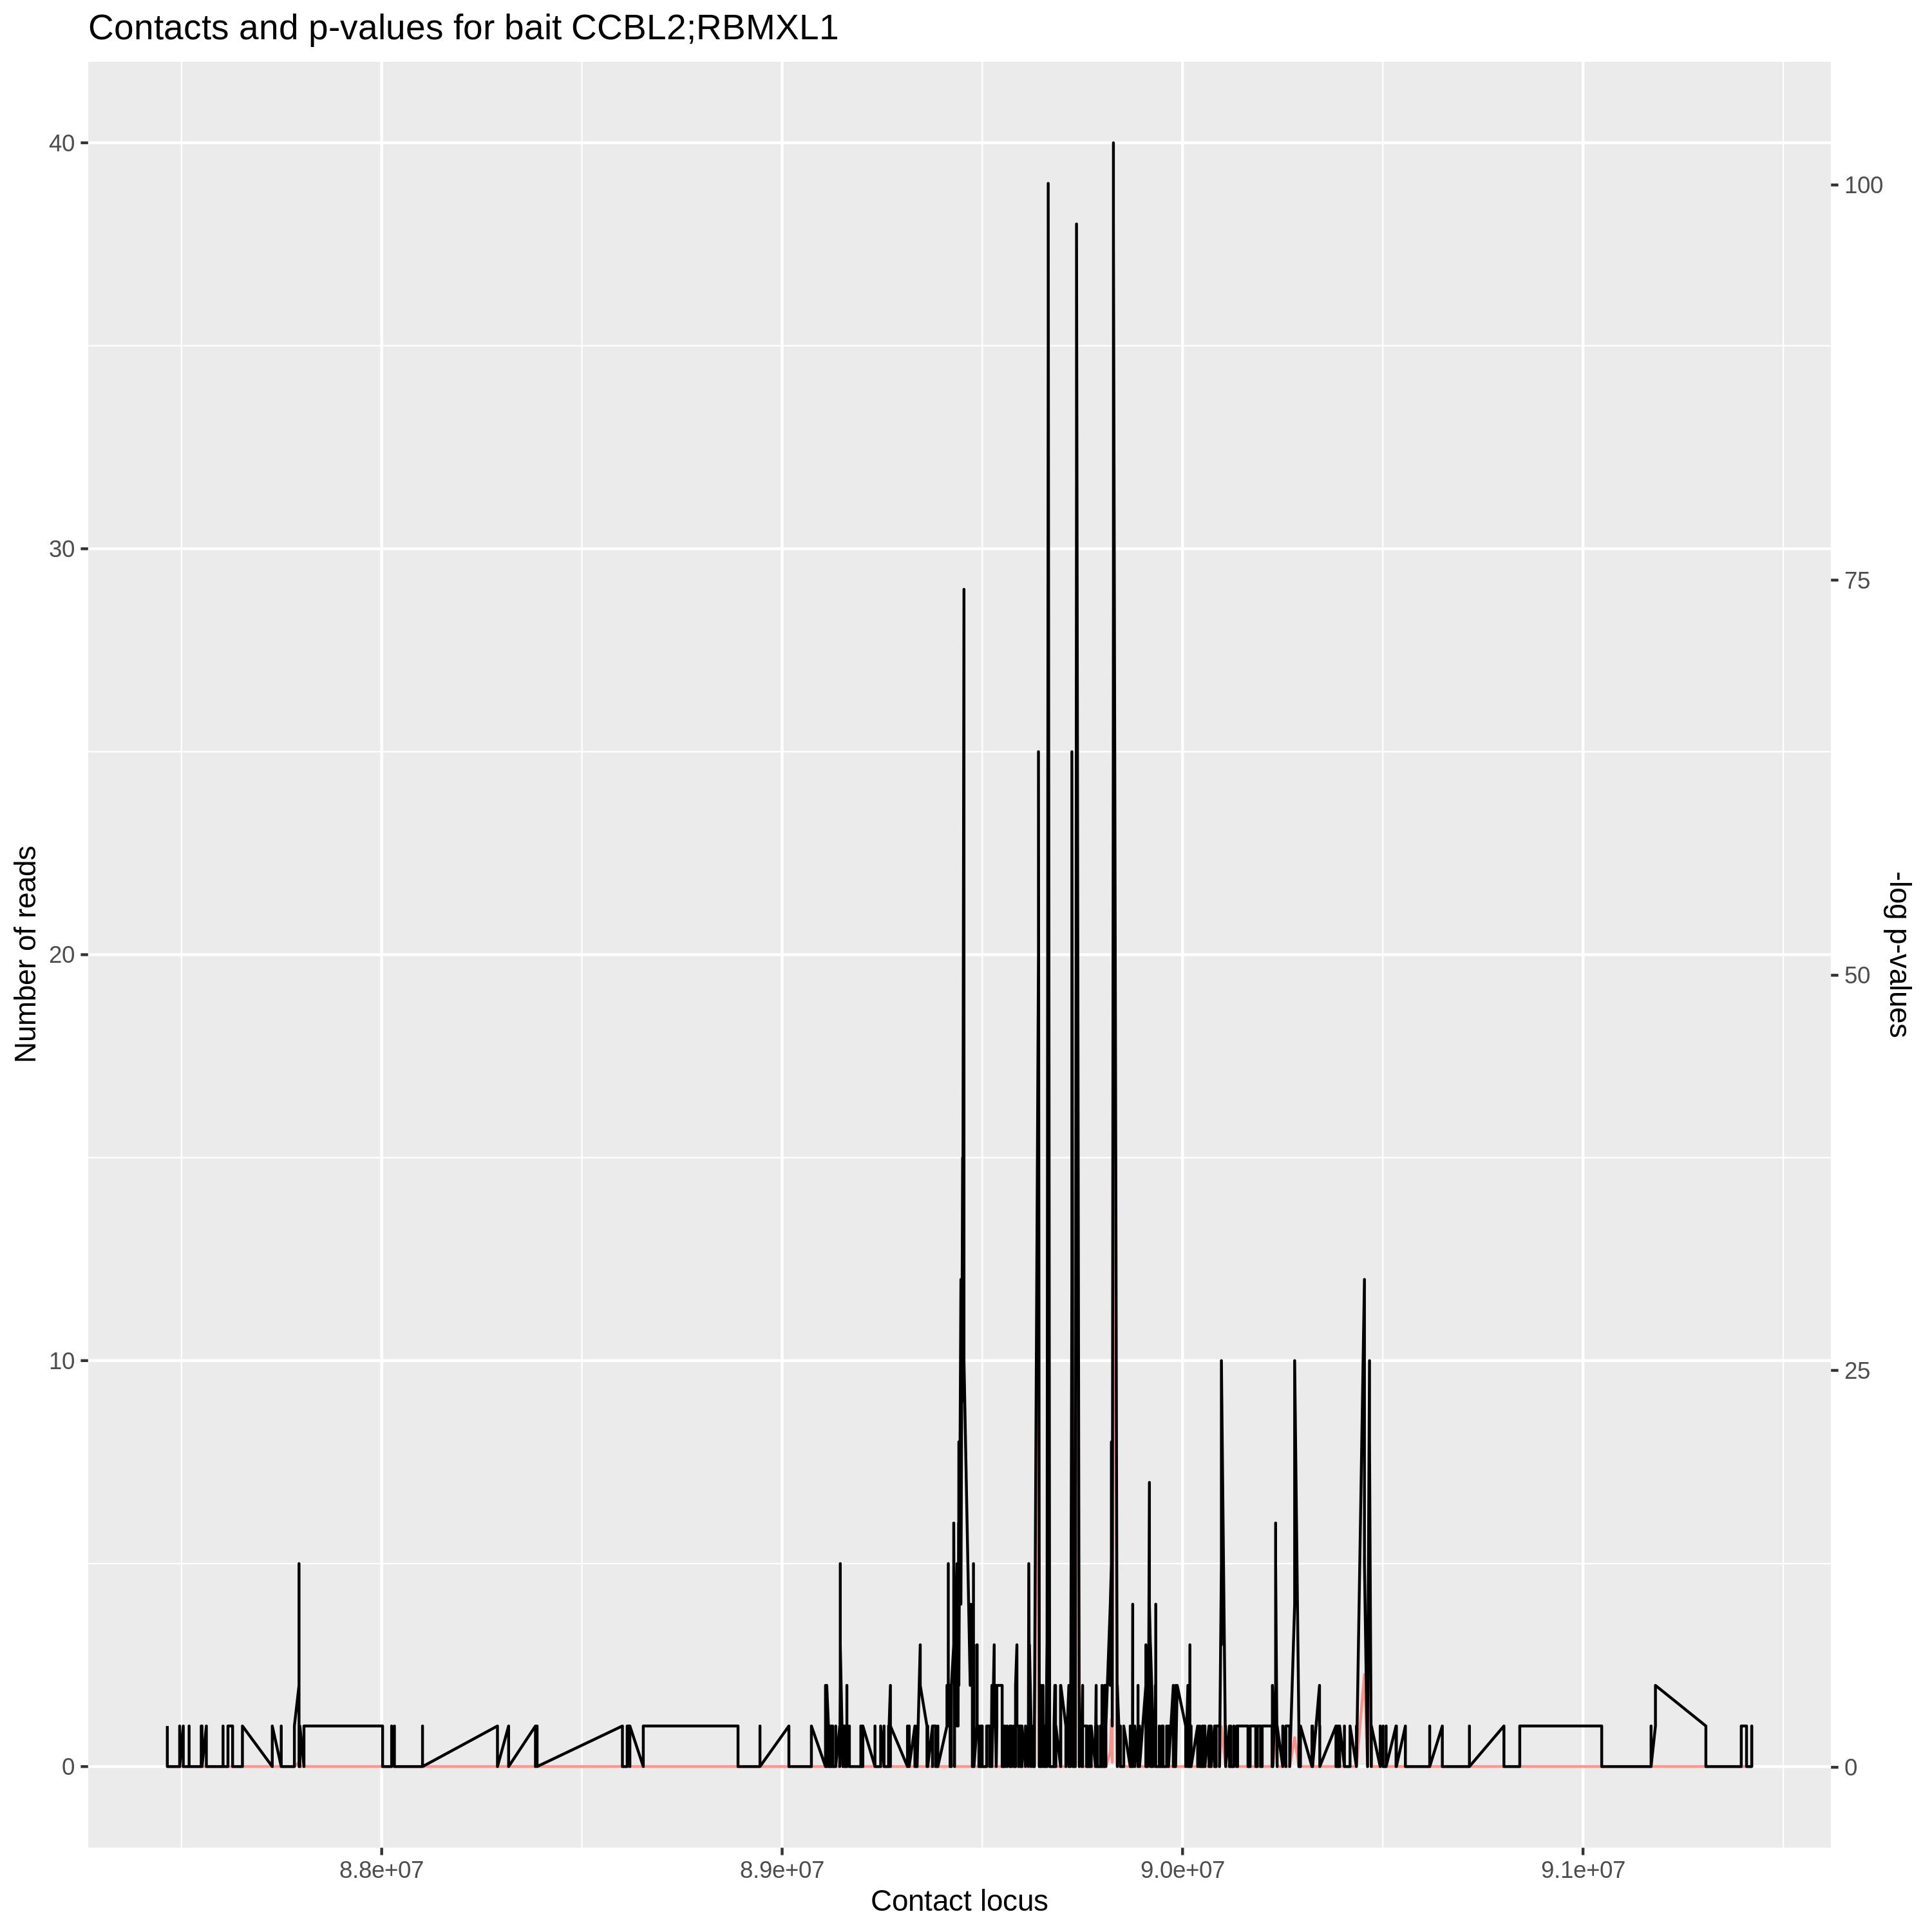 Contacts and p-values for bait CCBL2;RBMXL1
40
30
20
10
0
100
75
50
25
0
Number of reads
-log p-values
8.8e+07
8.9e+07
9.0e+07
9.1e+07
Contact locus